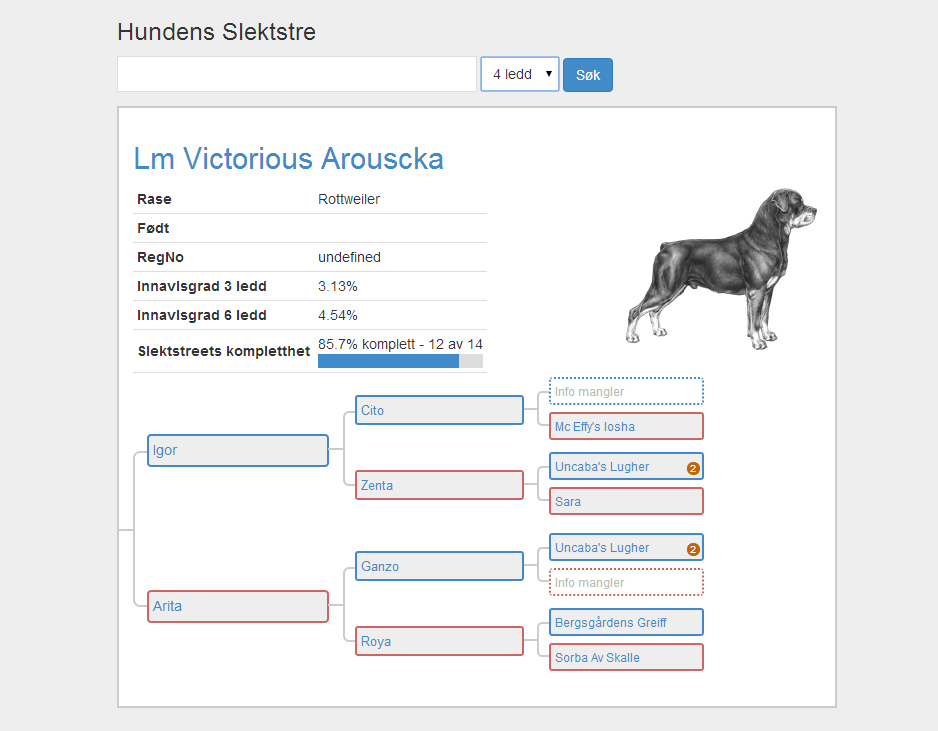 Hundens Slektstre
4 ledd
Søk
Lm Victorious Arouscka
Rase Rottweiler
Født
RegNo undefined
Innavlsgrad 3 ledd 3.13%
Innavlsgrad 6 ledd 4.54%
Slektstreets kompletthet 85.7% komplett - 12 av 14
Info mangler
Cito
Mc Effy's Iosha
Igor
Uncaba's Lugher 2
Zenta
Sara
Uncaba's Lugher 2
Ganzo
Info mangler
Arita
Bergsgårdens Greiff
Roya
Sorba Av Skalle